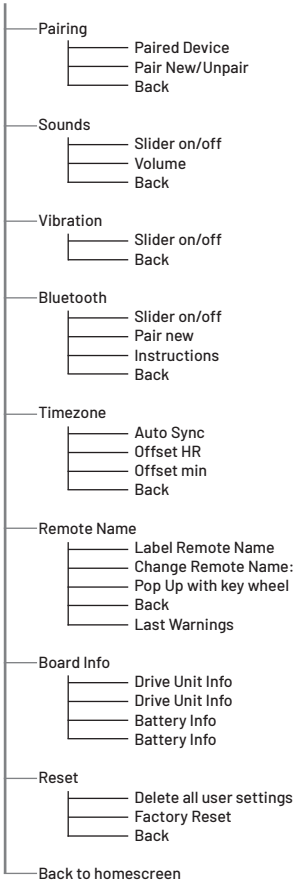 Pairing
Paired Device
Pair New/Unpair
Back
Sounds
Slider on/off
Volume
Back
Vibration
Slider on/off
Back
Bluetooth
Slider on/off
Pair new
Instructions
Back
Timezone
Auto Sync
Offset HR
Offset min
Back
Remote Name
Label Remote Name
Change Remote Name:
Pop Up with key wheel
Back
Last Warnings
Board Info
Drive Unit Info
Drive Unit Info
Battery Info
Battery Info
Reset
Delete all user settings
Factory Reset
Back
Back to homescreen